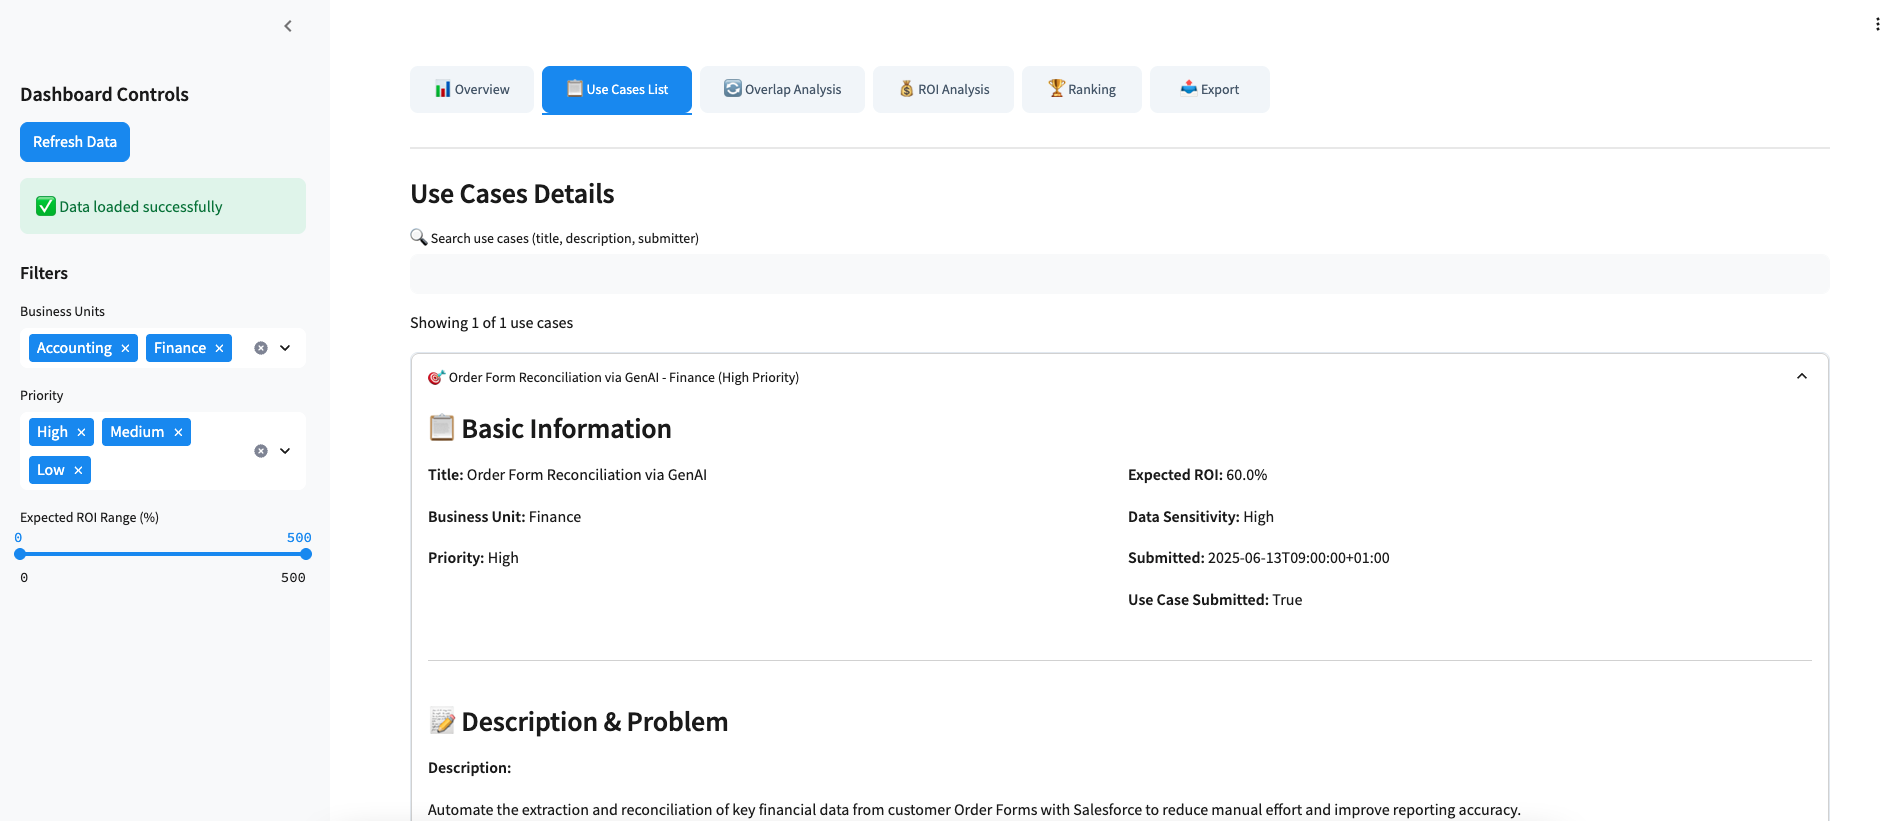 Dashboard Controls
Refresh Data
✅ Data loaded successfully
Filters
Business Units
Accounting × Finance ×
Priority
High × Medium ×
Low ×
Expected ROI Range (%)
0 500
0 500
📊 Overview 📋 Use Cases List 🔄 Overlap Analysis 💰 ROI Analysis 🏆 Ranking 📤 Export
Use Cases Details
🔍 Search use cases (title, description, submitter)
Showing 1 of 1 use cases
🎯 Order Form Reconciliation via GenAI - Finance (High Priority)
📋 Basic Information
Title: Order Form Reconciliation via GenAI
Business Unit: Finance
Priority: High
Expected ROI: 60.0%
Data Sensitivity: High
Submitted: 2025-06-13T09:00:00+01:00
Use Case Submitted: True
📝 Description & Problem
Description:
Automate the extraction and reconciliation of key financial data from customer Order Forms with Salesforce to reduce manual effort and improve reporting accuracy.